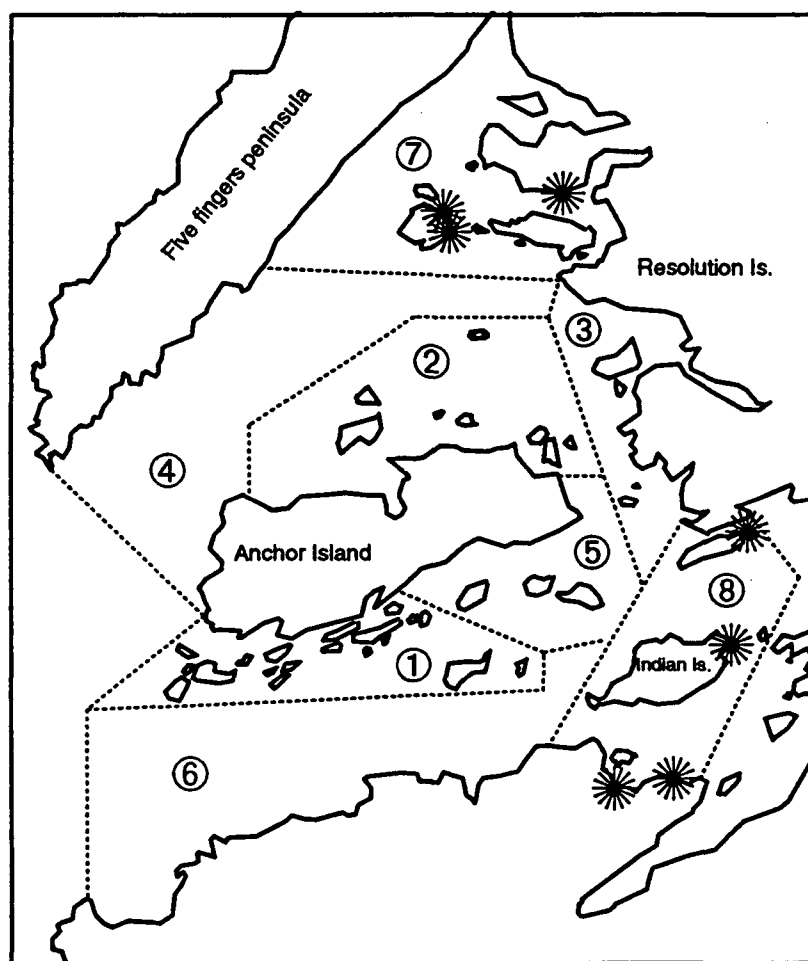 Five fingers peninsula
⑦
Resolution Is.
③
②
④
Anchor Island
⑤
⑧
①
Indian Is.
⑥